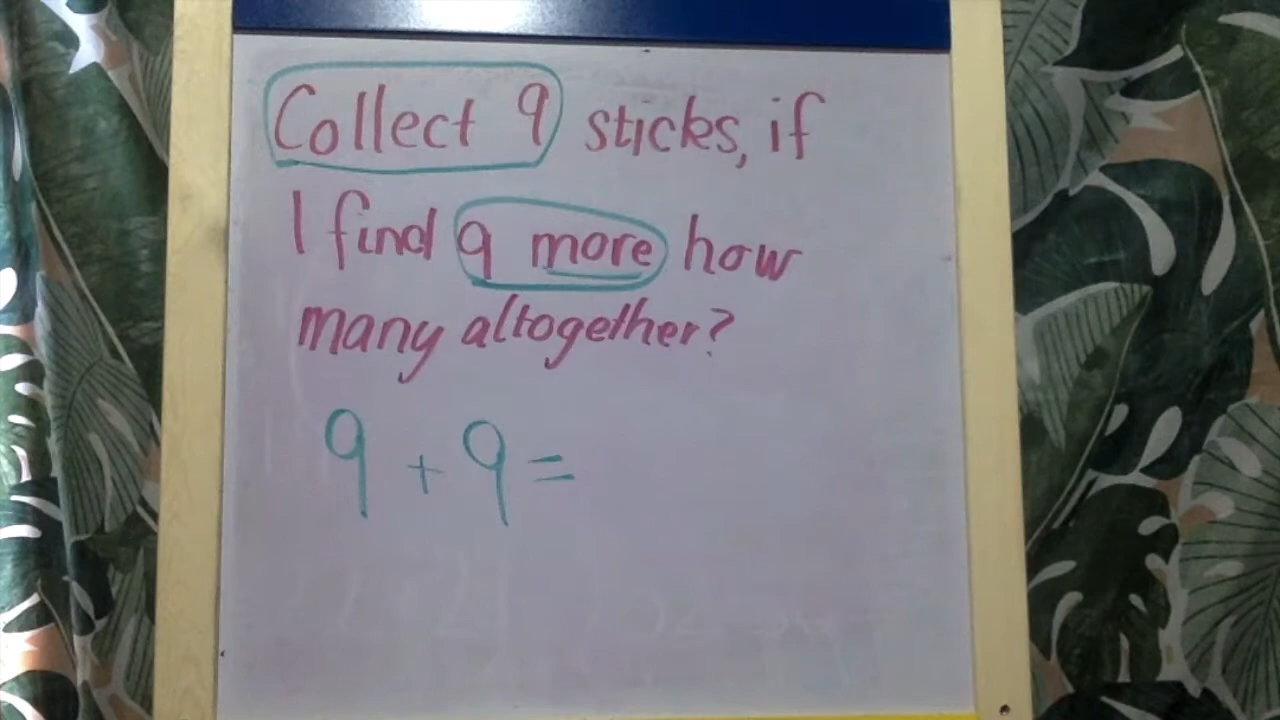 Collect 9 sticks, if
I find 9 more how
many altogether?
9 + 9 =